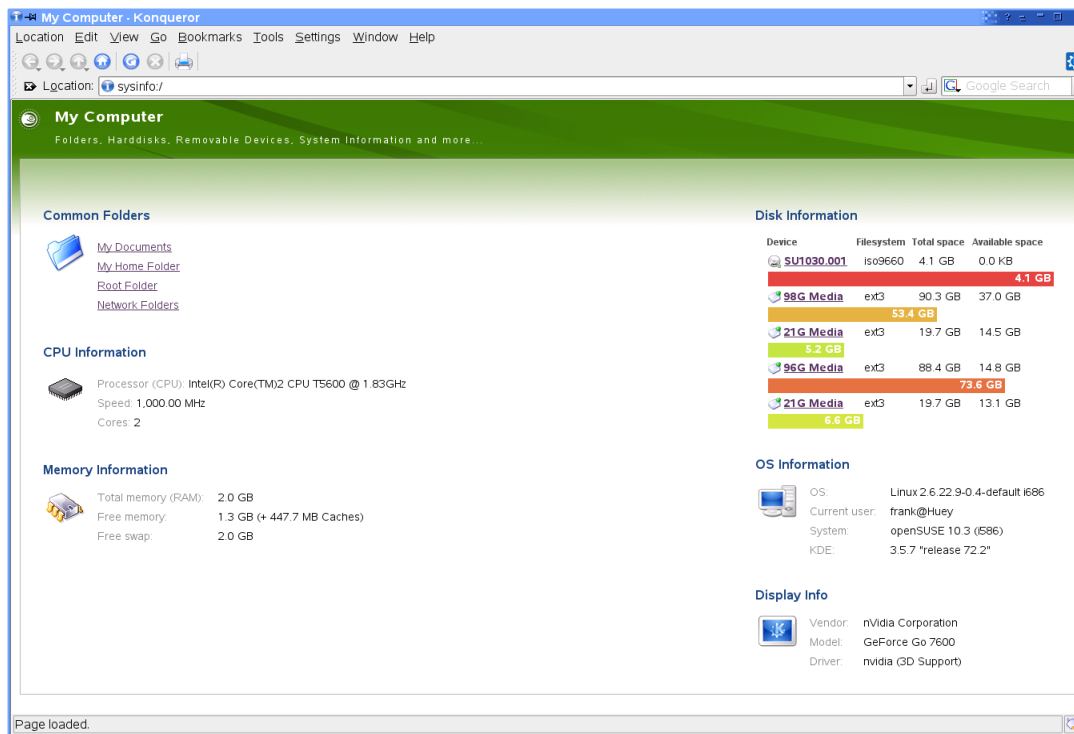 My Computer - Konqueror
Location Edit View Go Bookmarks Tools Settings Window Help
Location: sysinfo:/ Google Search
My Computer
Folders, Harddisks, Removable Devices, System Information and more...
Common Folders
My Documents
My Home Folder
Root Folder
Network Folders
CPU Information
Processor (CPU): Intel(R) Core(TM)2 CPU T5600 @ 1.83GHz
Speed: 1,000.00 MHz
Cores: 2
Memory Information
Total memory (RAM): 2.0 GB
Free memory: 1.3 GB (+ 447.7 MB Caches)
Free swap: 2.0 GB
Disk Information
Device Filesystem Total space Available space
SU1030.001 iso9660 4.1 GB 0.0 KB
4.1 GB
98G Media ext3 90.3 GB 37.0 GB
53.4 GB
21G Media ext3 19.7 GB 14.5 GB
5.2 GB
96G Media ext3 88.4 GB 14.8 GB
73.6 GB
21G Media ext3 19.7 GB 13.1 GB
6.6 GB
OS Information
OS: Linux 2.6.22.9-0.4-default i686
Current user: frank@Huey
System: openSUSE 10.3 (i586)
KDE: 3.5.7 "release 72.2"
Display Info
Vendor: nVidia Corporation
Model: GeForce Go 7600
Driver: nvidia (3D Support)
Page loaded.